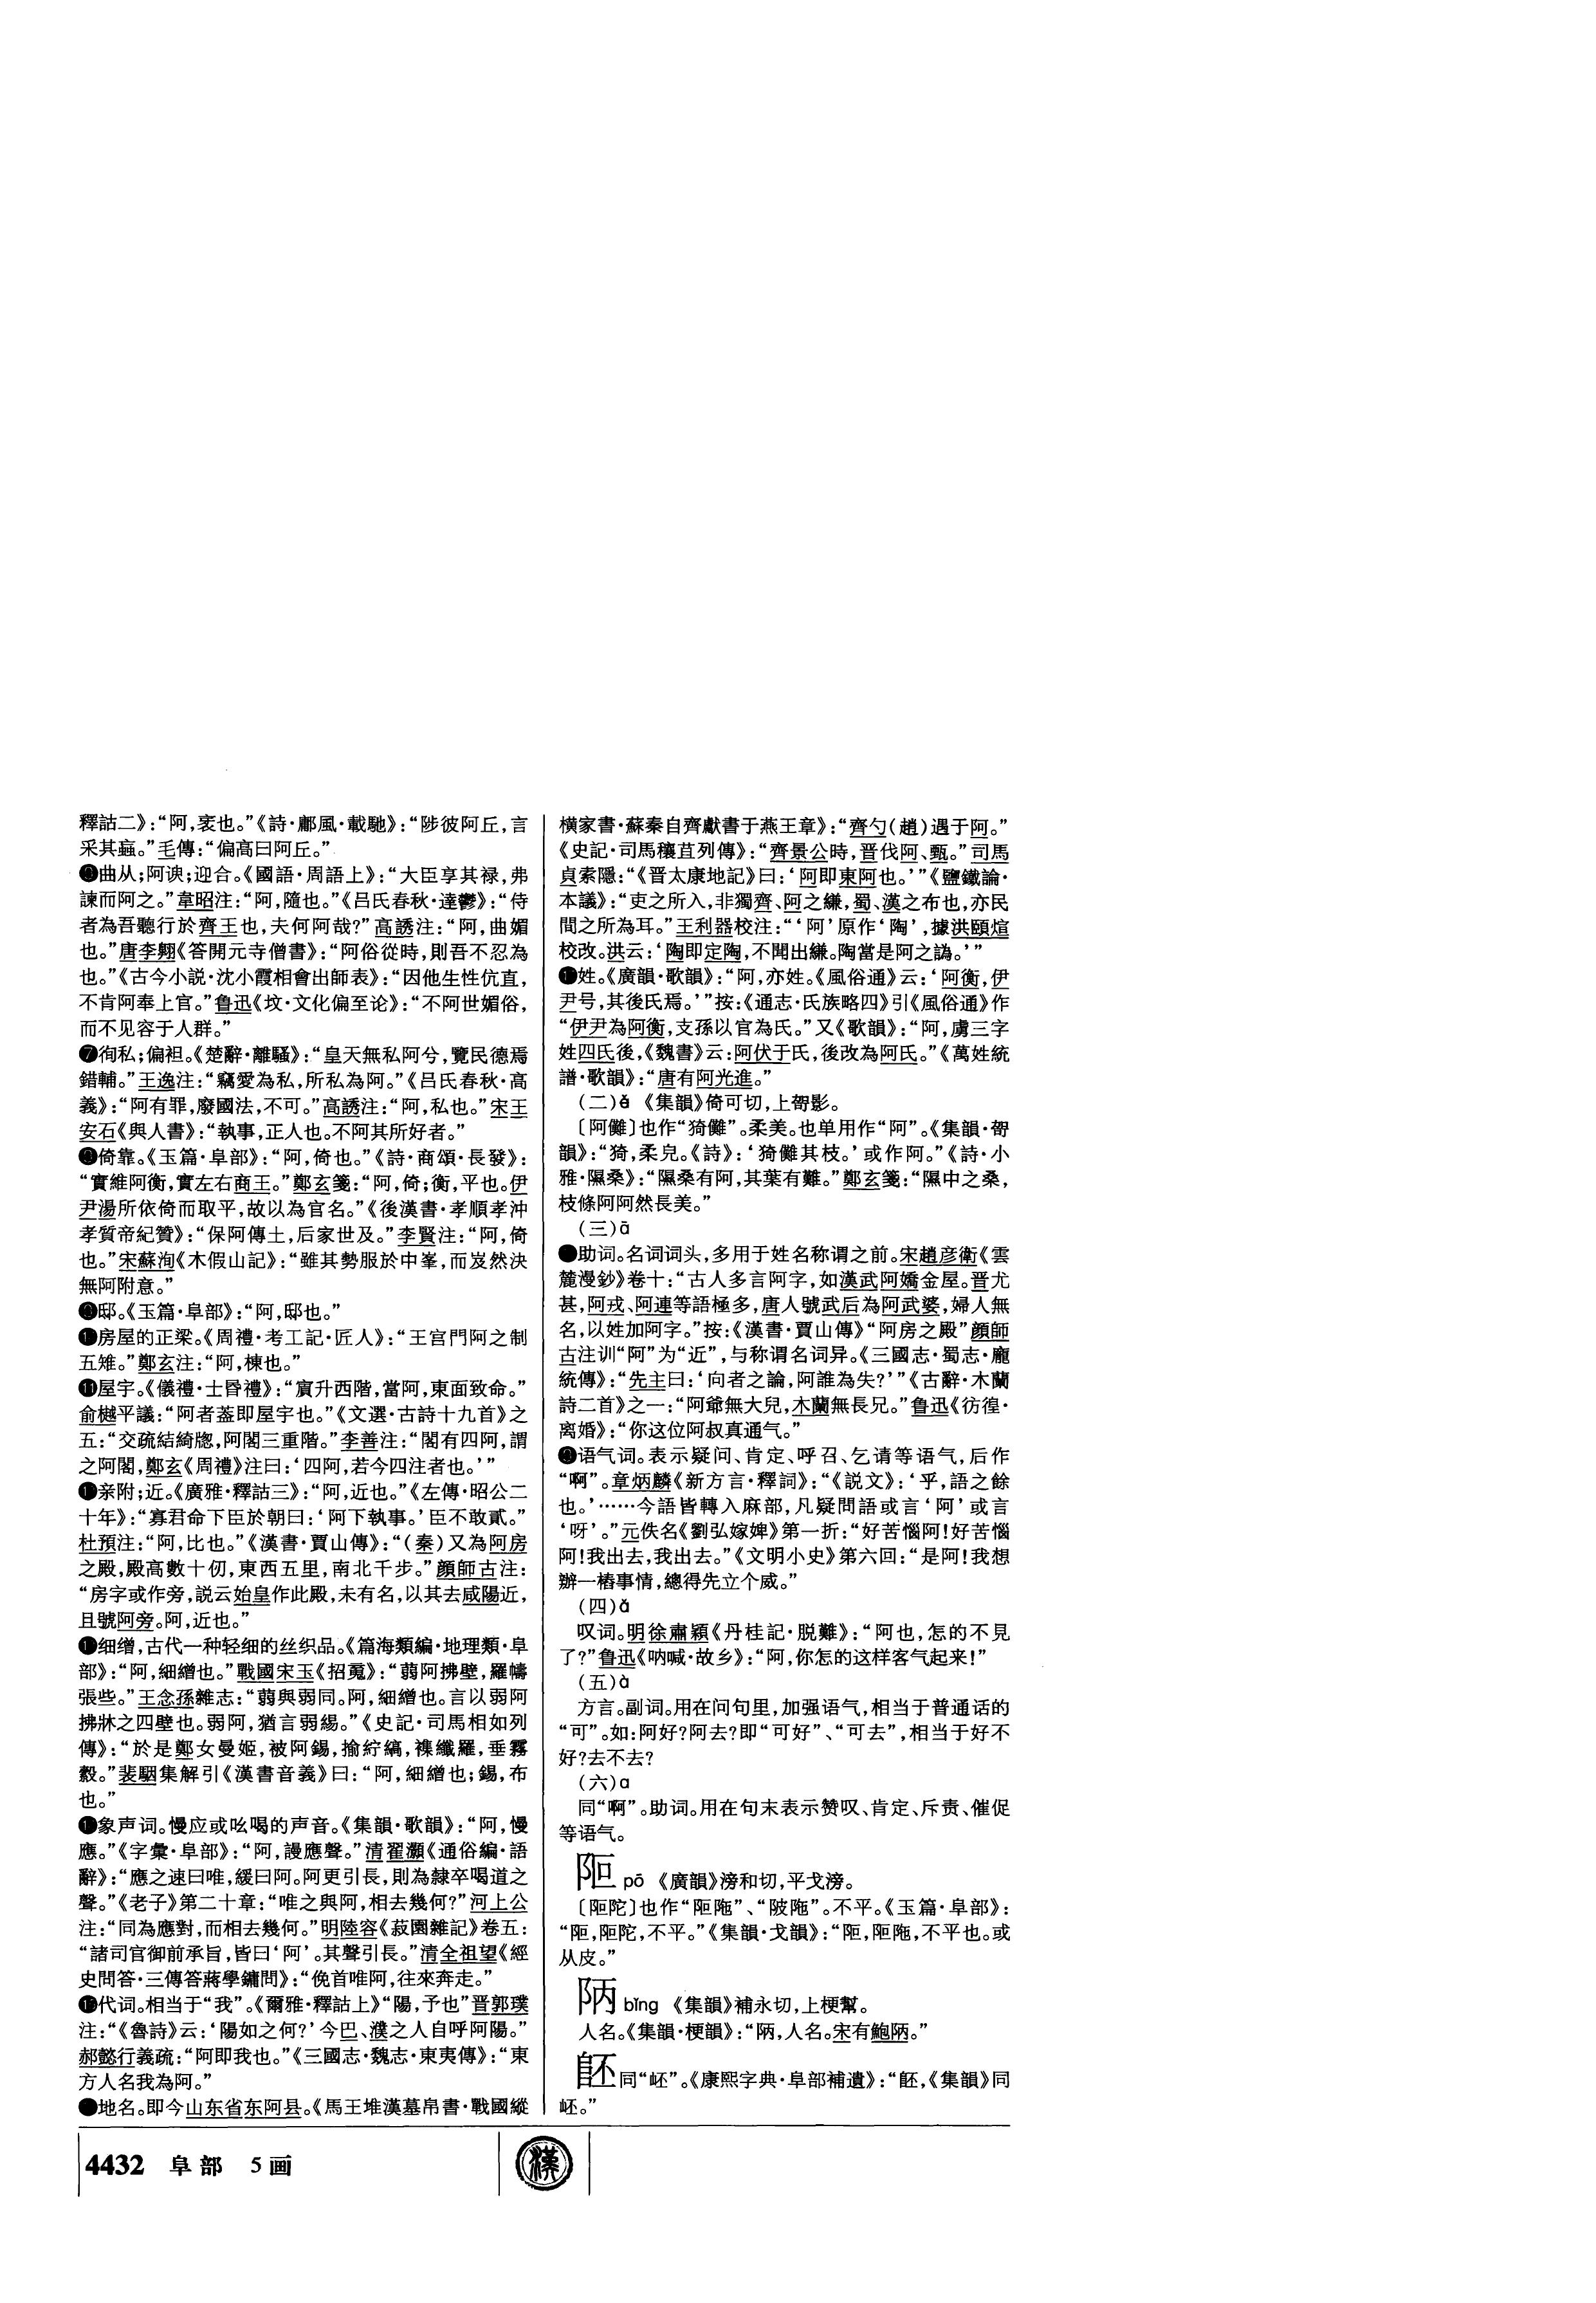 釋詁二》：“阿，衺也。”《詩·鄘風·載馳》：“陟彼阿丘，言
采其蝱。”毛傳：“偏高曰阿丘。”
曲从；阿谀；迎合。《國語·周語上》：“大臣享其禄，弗
諫而阿之。”韋昭注：“阿，隨也。”《吕氏春秋·達鬱》：“侍
者為吾聽行於齊王也，夫何阿哉？”高誘注：“阿，曲媚
也。”唐李翱《答開元寺僧書》：“阿俗從時，則吾不忍為
也。”《古今小説·沈小霞相會出師表》：“因他生性伉直，
不肯阿奉上官。”鲁迅《坟·文化偏至论》：“不阿世媚俗，
而不见容于人群。”
❼徇私；偏袒。《楚辭·離騷》：“皇天無私阿兮，覽民德焉
錯輔。”王逸注：“竊愛為私，所私為阿。”《吕氏春秋·高
義》：“阿有罪，廢國法，不可。”高誘注：“阿，私也。”宋王
安石《與人書》：“執事，正人也。不阿其所好者。”
倚靠。《玉篇·阜部》：“阿，倚也。”《詩·商頌·長發》：
“實維阿衡，實左右商王。”鄭玄箋：“阿，倚；衡，平也。伊
尹湯所依倚而取平，故以為官名。”《後漢書·孝順孝沖
孝質帝紀贊》：“保阿傳土，后家世及。”李賢注：“阿，倚
也。”宋蘇洵《木假山記》：“雖其勢服於中峯，而岌然決
無阿附意。”
邸。《玉篇·阜部》：“阿，邸也。”
房屋的正梁。《周禮·考工記·匠人》：“王宫門阿之制
五雉。”鄭玄注：“阿，棟也。”
⓫屋宇。《儀禮·士昏禮》：“賓升西階，當阿，東面致命。”
俞樾平議：“阿者蓋即屋宇也。”《文選·古詩十九首》之
五：“交疏結綺牕，阿閣三重階。”李善注：“閣有四阿，謂
之阿閣，鄭玄《周禮》注曰：‘四阿，若今四注者也。’”
亲附；近。《廣雅·釋詁三》：“阿，近也。”《左傳·昭公二
十年》：“寡君命下臣於朝曰：‘阿下執事。’臣不敢貳。”
杜預注：“阿，比也。”《漢書·賈山傳》：“（秦）又為阿房
之殿，殿高數十仞，東西五里，南北千步。”顔師古注：
“房字或作旁，説云始皇作此殿，未有名，以其去咸陽近，
且號阿旁。阿，近也。”
细缯，古代一种轻细的丝织品。《篇海類編·地理類·阜
部》：“阿，細繒也。”戰國宋玉《招䰟》：“蒻阿拂壁，羅幬
張些。”王念孫雜志：“蒻與弱同。阿，細繒也。言以弱阿
拂牀之四壁也。弱阿，猶言弱緆。”《史記·司馬相如列
傳》：“於是鄭女曼姬，被阿錫，揄紵縞，襍纖羅，垂霧
縠。”裴駰集解引《漢書音義》曰：“阿，細繒也；錫，布
也。”
象声词。慢应或吆喝的声音。《集韻·歌韻》：“阿，慢
應。”《字彙·阜部》：“阿，謾應聲。”清翟灝《通俗編·語
辭》：“應之速曰唯，緩曰阿。阿更引長，則為隸卒喝道之
聲。”《老子》第二十章：“唯之與阿，相去幾何？”河上公
注：“同為應對，而相去幾何。”明陸容《菽園雜記》卷五：
“諸司官御前承旨，皆曰‘阿’。其聲引長。”清全祖望《經
史問答·三傳答蔣學鏞問》：“俛首唯阿，往來奔走。”
代词。相当于“我”。《爾雅·釋詁上》“陽，予也”晋郭璞
注：“《魯詩》云：‘陽如之何？’今巴、濮之人自呼阿陽。”
郝懿行義疏：“阿即我也。”《三國志·魏志·東夷傳》：“東
方人名我為阿。”
地名。即今山东省东阿县。《馬王堆漢墓帛書·戰國縱
横家書·蘇秦自齊獻書于燕王章》：“齊勺（趙）遇于阿。”
《史記·司馬穰苴列傳》：“齊景公時，晋伐阿、甄。”司馬
貞索隱：“《晋太康地記》曰：‘阿即東阿也。’”《鹽鐵論·
本議》：“吏之所入，非獨齊、阿之縑，蜀、漢之布也，亦民
間之所為耳。”王利器校注：“‘阿’原作‘陶’，據洪頤煊
校改。洪云：‘陶即定陶，不聞出縑。陶當是阿之譌。’”
姓。《廣韻·歌韻》：“阿，亦姓。《風俗通》云：‘阿衡，伊
尹号，其後氏焉。’”按：《通志·氏族略四》引《風俗通》作
“伊尹為阿衡，支孫以官為氏。”又《歌韻》：“阿，虜三字
姓四氏後，《魏書》云：阿伏于氏，後改為阿氏。”《萬姓統
譜·歌韻》：“唐有阿光進。”
（二）ě　《集韻》倚可切，上哿影。
〔阿儺〕也作“猗儺”。柔美。也单用作“阿”。《集韻·哿
韻》：“猗，柔皃。《詩》：‘猗儺其枝。’或作阿。”《詩·小
雅·隰桑》：“隰桑有阿，其葉有難。”鄭玄箋：“隰中之桑，
枝條阿阿然長美。”
（三）ā
助词。名词词头，多用于姓名称谓之前。宋趙彦衛《雲
麓漫鈔》卷十：“古人多言阿字，如漢武阿嬌金屋。晋尤
甚，阿戎、阿連等語極多，唐人號武后為阿武婆，婦人無
名，以姓加阿字。”按：《漢書·賈山傳》“阿房之殿”顔師
古注训“阿”为“近”，与称谓名词异。《三國志·蜀志·龐
統傳》：“先主曰：‘向者之論，阿誰為失？’”《古辭·木蘭
詩二首》之一：“阿爺無大兒，木蘭無長兄。”鲁迅《彷徨·
离婚》：“你这位阿叔真通气。”
语气词。表示疑问、肯定、呼召、乞请等语气，后作
“啊”。章炳麟《新方言·釋詞》：“《説文》：‘乎，語之餘
也。’……今語皆轉入麻部，凡疑問語或言‘阿’或言
‘呀’。”元佚名《劉弘嫁婢》第一折：“好苦惱阿！好苦惱
阿！我出去，我出去。”《文明小史》第六回：“是阿！我想
辦一樁事情，總得先立个威。”
（四）ǎ
叹词。明徐肅穎《丹桂記·脱難》：“阿也，怎的不見
了？”鲁迅《呐喊·故乡》：“阿，你怎的这样客气起来！”
（五）à
方言。副词。用在问句里，加强语气，相当于普通话的
“可”。如：阿好？阿去？即“可好”、“可去”，相当于好不
好？去不去？
（六）a
同“啊”。助词。用在句末表示赞叹、肯定、斥责、催促
等语气。
䧛 pō　《廣韻》滂和切，平戈滂。
〔䧛陀〕也作“䧛陁”、“陂陁”。不平。《玉篇·阜部》：
“䧛，䧛陀，不平。”《集韻·戈韻》：“䧛，䧛陁，不平也。或
从皮。”
陃 bǐng　《集韻》補永切，上梗幫。
人名。《集韻·梗韻》：“陃，人名。宋有鮑陃。”
同“岯”。《康熙字典·阜部補遺》：“，《集韻》同
岯。”
4432　阜部　5画
漢